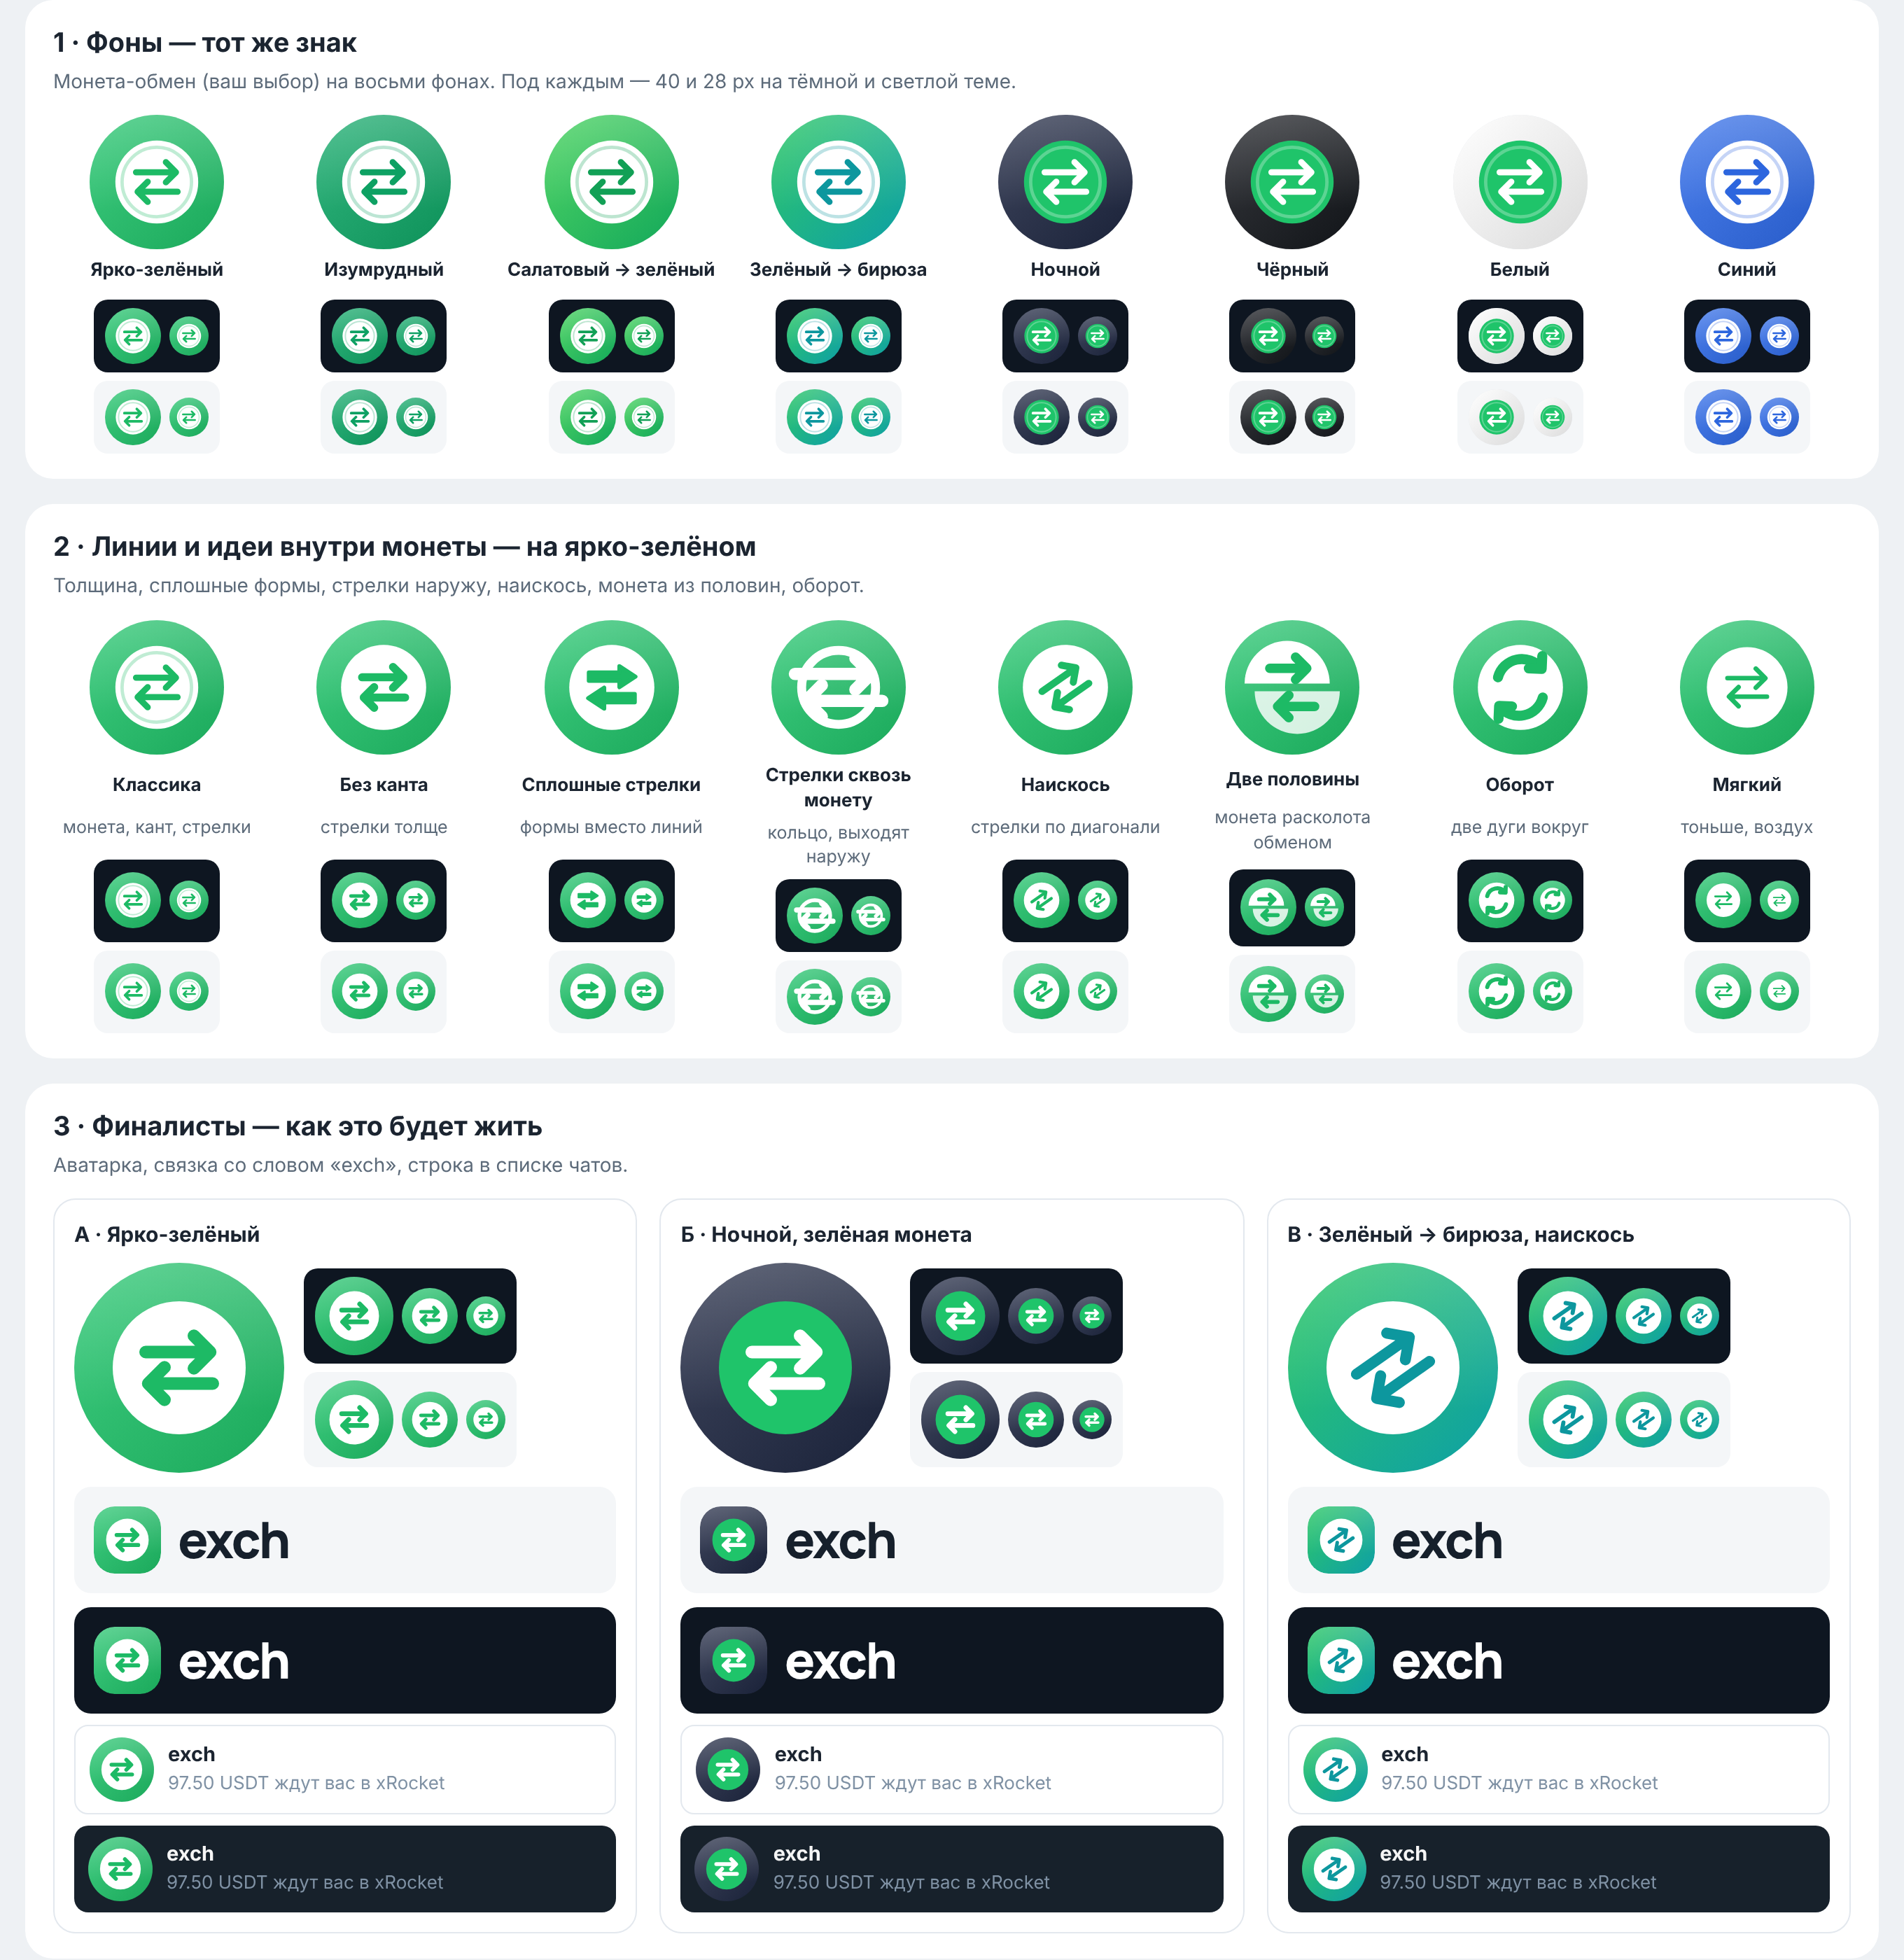 1 · Фоны — тот же знак
Монета-обмен (ваш выбор) на восьми фонах. Под каждым — 40 и 28 px на тёмной и светлой теме.
Ярко-зелёный
Изумрудный
Салатовый → зелёный
Зелёный → бирюза
Ночной
Чёрный
Белый
Синий
2 · Линии и идеи внутри монеты — на ярко-зелёном
Толщина, сплошные формы, стрелки наружу, наискось, монета из половин, оборот.
Классика
монета, кант, стрелки
Без канта
стрелки толще
Сплошные стрелки
формы вместо линий
Стрелки сквозь
монету
кольцо, выходят
наружу
Наискось
стрелки по диагонали
Две половины
монета расколота
обменом
Оборот
две дуги вокруг
Мягкий
тоньше, воздух
3 · Финалисты — как это будет жить
Аватарка, связка со словом «exch», строка в списке чатов.
А · Ярко-зелёный
exch
exch
exch
97.50 USDT ждут вас в xRocket
exch
97.50 USDT ждут вас в xRocket
Б · Ночной, зелёная монета
exch
exch
exch
97.50 USDT ждут вас в xRocket
exch
97.50 USDT ждут вас в xRocket
В · Зелёный → бирюза, наискось
exch
exch
exch
97.50 USDT ждут вас в xRocket
exch
97.50 USDT ждут вас в xRocket